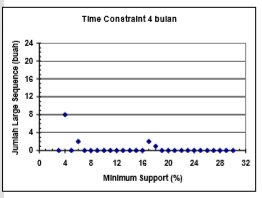 Time Constraint 4 bulan
Jumlah Large Sequence (buah)
24
20
16
12
8
4
0
0 4 8 12 16 20 24 28 32
Minimum Support (%)